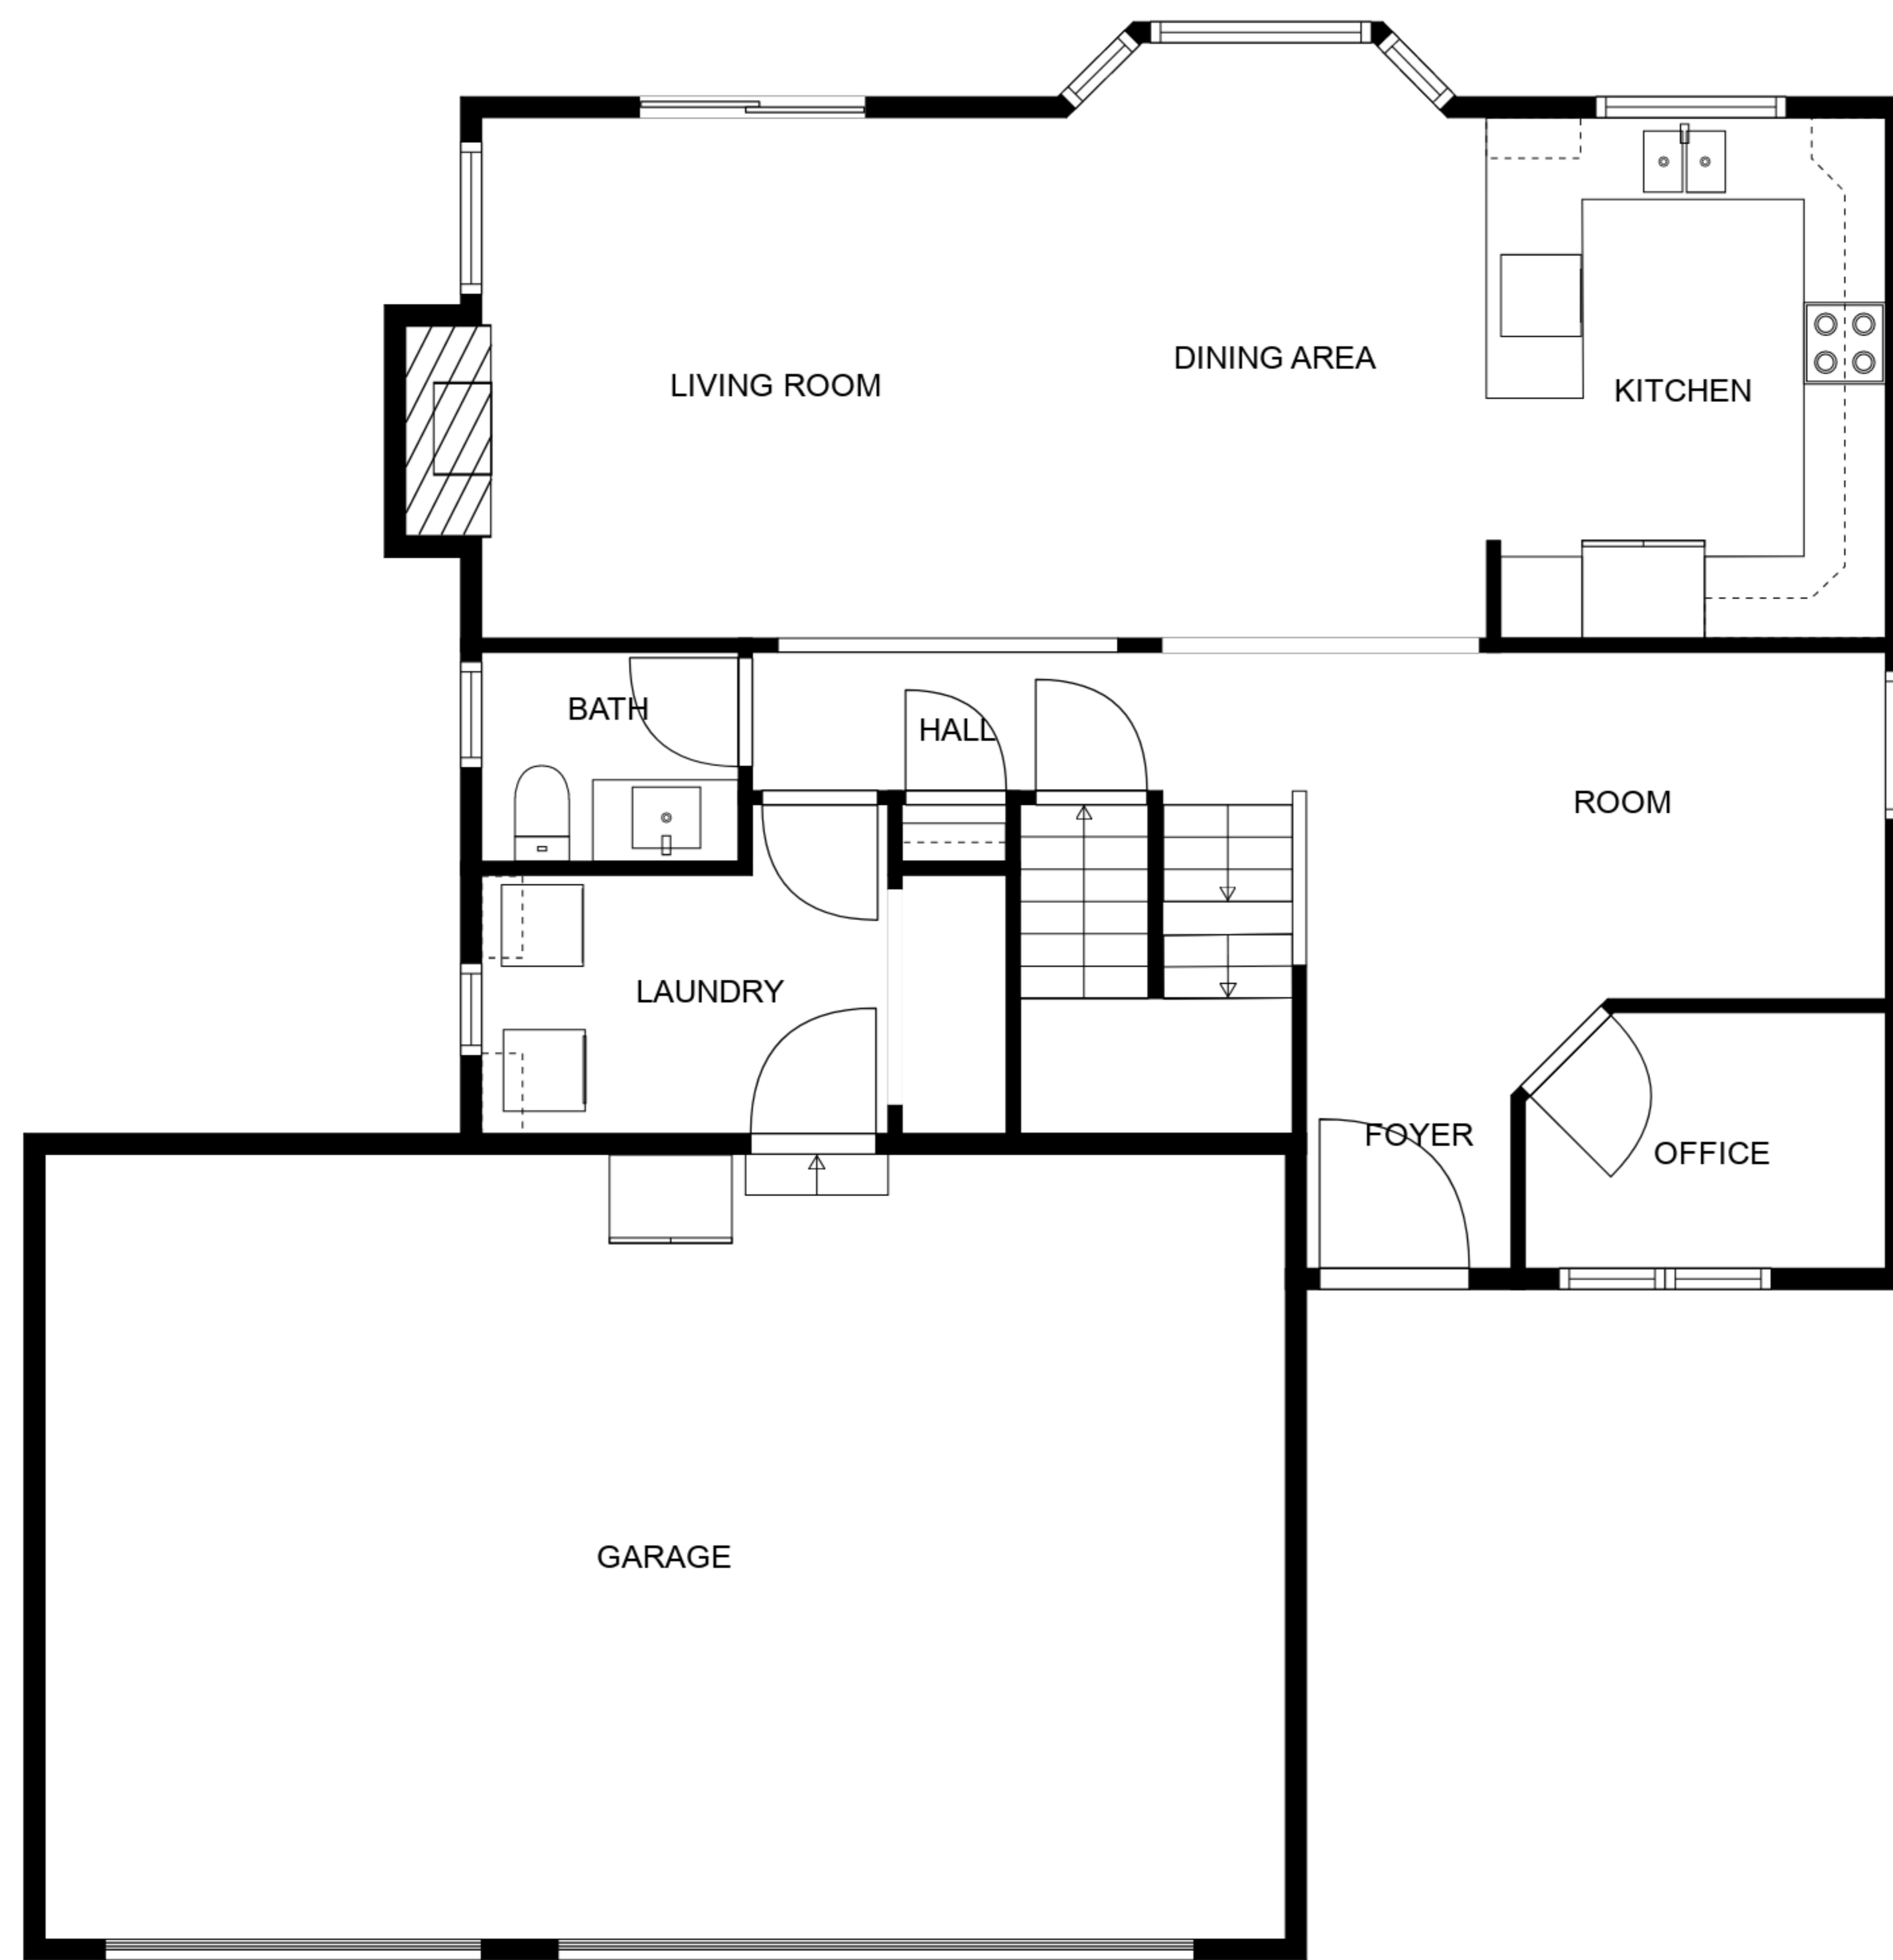 DINING AREA
LIVING ROOM
KITCHEN
BATH
HALL
ROOM
LAUNDRY
FOYER
OFFICE
GARAGE